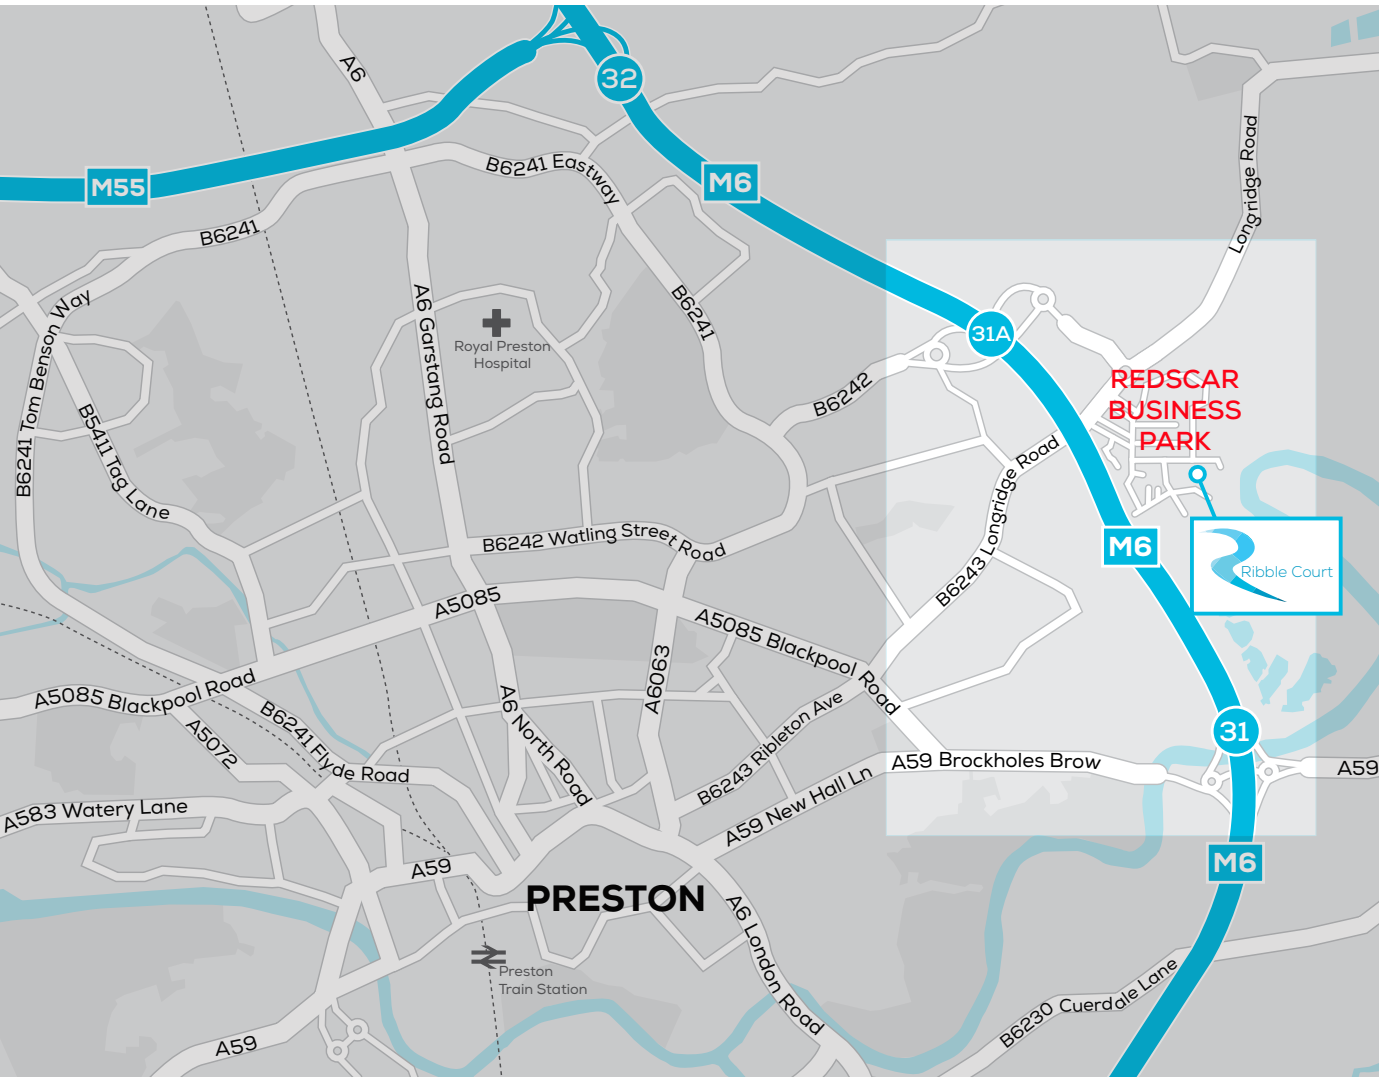 A6
32
M55
M6
B6241 Eastway
B6241
Longridge Road
B6241 Tom Benson Way
A6 Garstang Road
Royal Preston
Hospital
B6241
31A
B6242
REDSCAR
BUSINESS
PARK
B5411 Tag Lane
B6243 Longridge Road
B6242 Watling Street Road
M6
Ribble Court
A5085
A5085 Blackpool Road
A6063
A5085 Blackpool Road
A5072
B6241 Flyde Road
A6 North Road
B6243 Ribleton Ave
31
A59 Brockholes Brow
A59
A583 Watery Lane
A59 New Hall Ln
A59
M6
PRESTON
A6 London Road
Preston
Train Station
B6230 Cuerdale Lane
A59